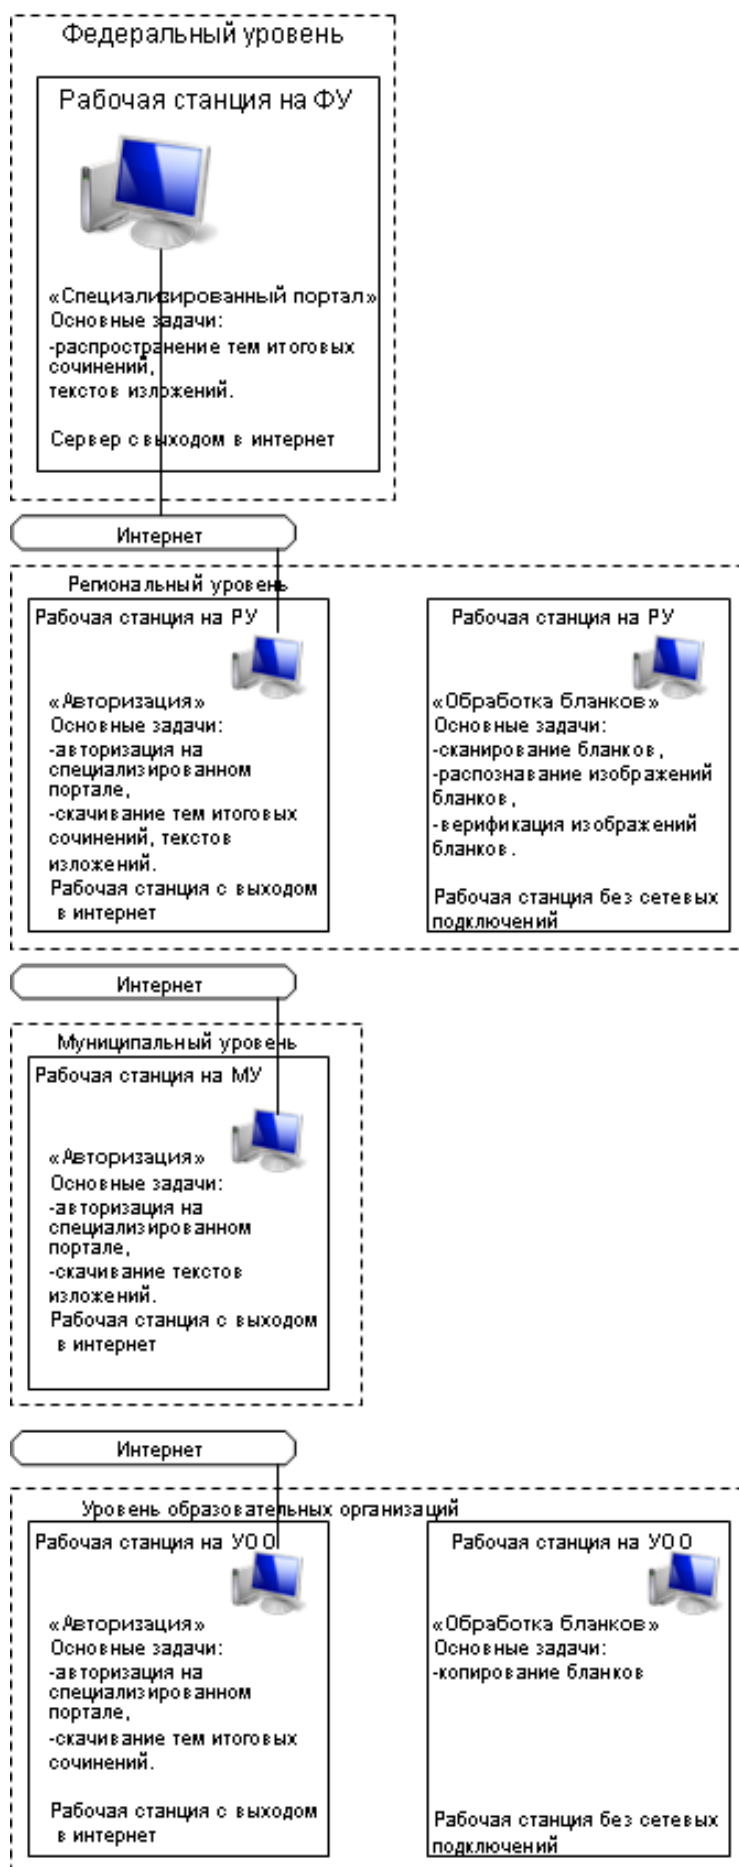 Федеральный уровень
Рабочая станция на ФУ
«Специализированный портал»
Основные задачи:
-распространение тем итоговых
сочинений,
текстов изложений.
Сервер с выходом в интернет
Интернет
Региональный уровень
Рабочая станция на РУ
«Авторизация»
Основные задачи:
-авторизация на
специализированном
портале,
-скачивание тем итоговых
сочинений, текстов
изложений.
Рабочая станция с выходом
в интернет
Рабочая станция на РУ
«Обработка бланков»
Основные задачи:
-сканирование бланков,
-распознавание изображений
бланков,
-верификация изображений
бланков.
Рабочая станция без сетевых
подключений
Интернет
Муниципальный уровень
Рабочая станция на МУ
«Авторизация»
Основные задачи:
-авторизация на
специализированном
портале,
-скачивание текстов
изложений.
Рабочая станция с выходом
в интернет
Интернет
Уровень образовательных организаций
Рабочая станция на УОО
«Авторизация»
Основные задачи:
-авторизация на
специализированном
портале,
-скачивание тем итоговых
сочинений.
Рабочая станция с выходом
в интернет
Рабочая станция на УОО
«Обработка бланков»
Основные задачи:
-копирование бланков
Рабочая станция без сетевых
подключений